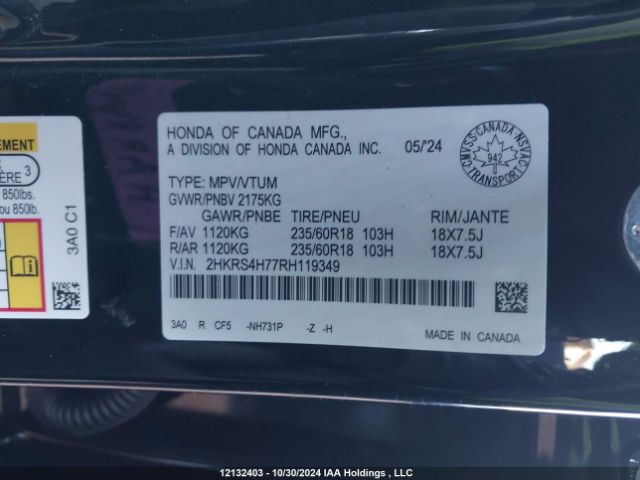 EMENT
ÈRE 3
850lbs.
ou 850lb.
3A0 C1
HONDA OF CANADA MFG.,
A DIVISION OF HONDA CANADA INC. 05/'24
CMVSS-CANADA-NSVAC
942
TRANSPORT
TYPE: MPV/VTUM
GVWR/PNBV 2175KG
GAWR/PNBE TIRE/PNEU RIM/JANTE
F/AV 1120KG 235/60R18 103H 18X7.5J
R/AR 1120KG 235/60R18 103H 18X7.5J
V.I.N. 2HKRS4H77RH119349
3A0 R CF5 -NH731P -Z -H
MADE IN CANADA
12132403 - 10/30/2024 IAA Holdings , LLC